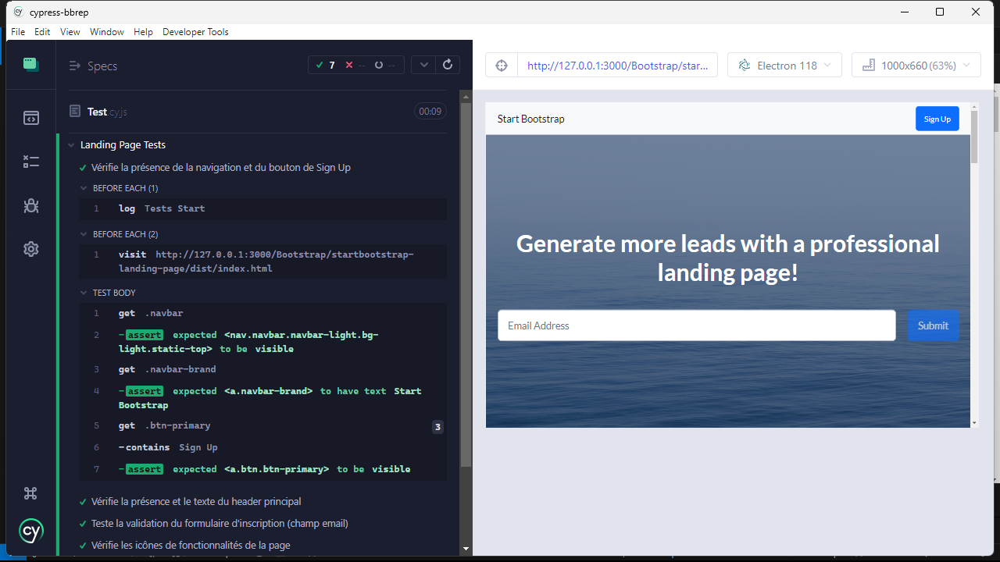 cypress-bbrep
File Edit View Window Help Developer Tools
Specs
7 -- --
Test cy.js
00:09
Landing Page Tests
Vérifie la présence de la navigation et du bouton de Sign Up
BEFORE EACH (1)
1 log Tests Start
BEFORE EACH (2)
1 visit http://127.0.0.1:3000/Bootstrap/startbootstrap-
landing-page/dist/index.html
TEST BODY
1 get .navbar
2 -assert expected <nav.navbar.navbar-light.bg-
light.static-top> to be visible
3 get .navbar-brand
4 -assert expected <a.navbar-brand> to have text Start
Bootstrap
5 get .btn-primary 3
6 -contains Sign Up
7 -assert expected <a.btn.btn-primary> to be visible
Vérifie la présence et le texte du header principal
Teste la validation du formulaire d'inscription (champ email)
Vérifie les icônes de fonctionnalités de la page
cy
http://127.0.0.1:3000/Bootstrap/star...
Electron 118
1000x660 (63%)
Start Bootstrap
Sign Up
Generate more leads with a professional
landing page!
Email Address
Submit